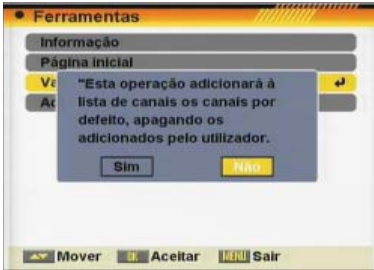 Ferramentas
Informação
Página inicial
Va
"Esta operação adicionará à
lista de canais os canais por
defeito, apagando os
adicionados pelo utilizador.
Sim Não
Mover OK Aceitar MENU Sair